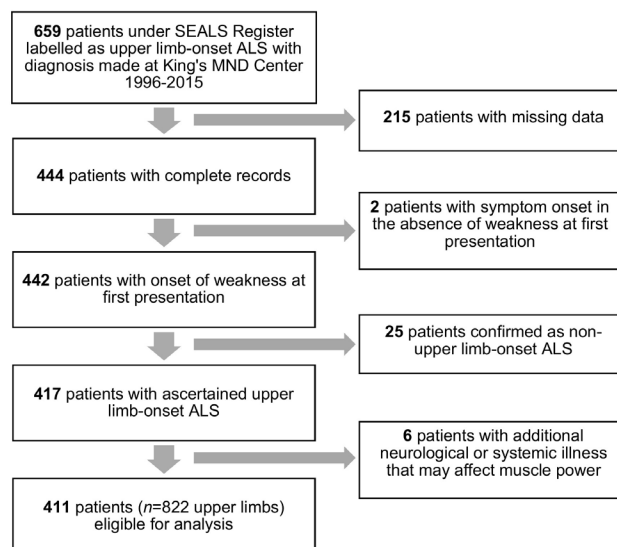 659 patients under SEALS Register
labelled as upper limb-onset ALS with
diagnosis made at King's MND Center
1996-2015
215 patients with missing data
444 patients with complete records
2 patients with symptom onset in
the absence of weakness at first
presentation
442 patients with onset of weakness at
first presentation
25 patients confirmed as non-
upper limb-onset ALS
417 patients with ascertained upper
limb-onset ALS
6 patients with additional
neurological or systemic illness
that may affect muscle power
411 patients (n=822 upper limbs)
eligible for analysis